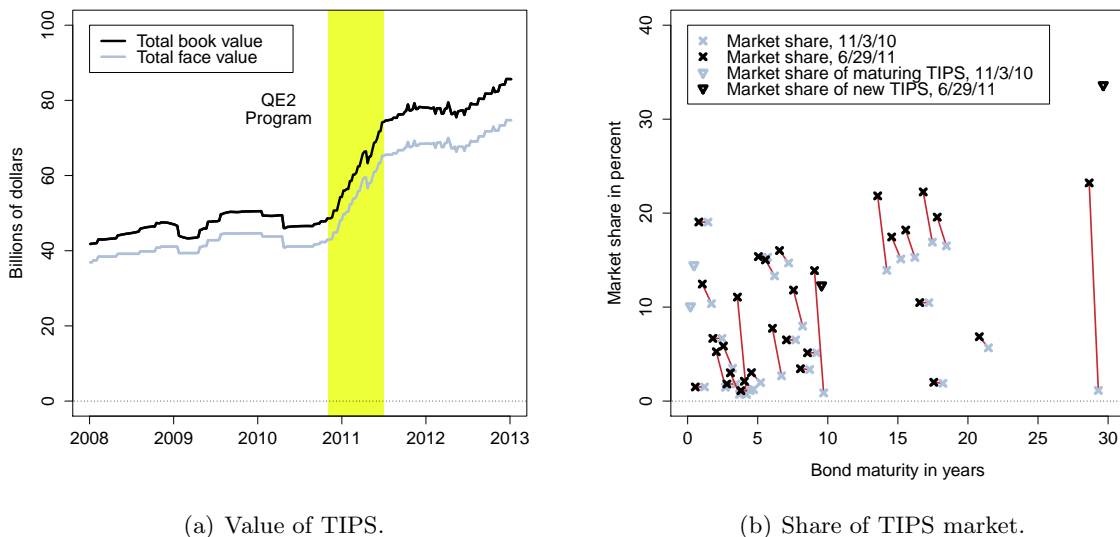 Total book value
Total face value
QE2
Program
Billions of dollars
0
20
40
60
80
100
2008
2009
2010
2011
2012
2013
(a) Value of TIPS.
Market share, 11/3/10
Market share, 6/29/11
Market share of maturing TIPS, 11/3/10
Market share of new TIPS, 6/29/11
Market share in percent
0
10
20
30
40
0
5
10
15
20
25
30
Bond maturity in years
(b) Share of TIPS market.